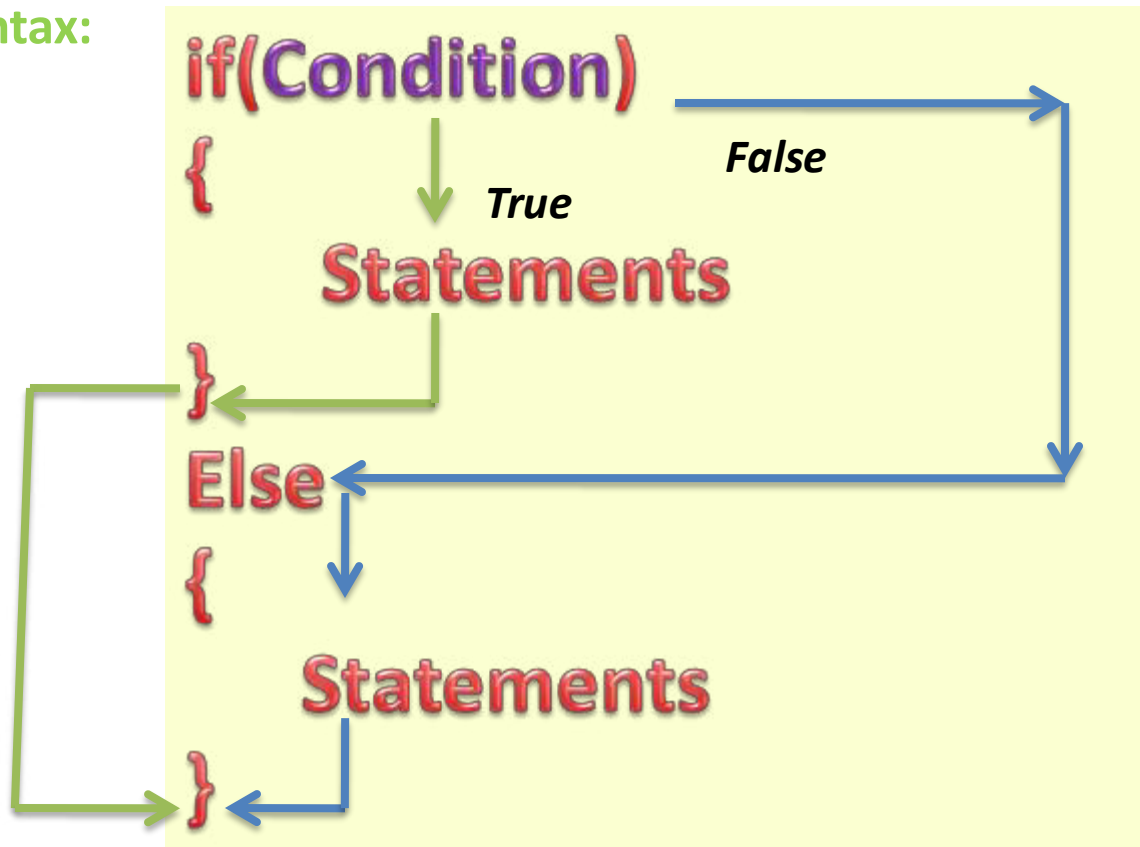 ntax:
if(Condition)
{
False
True
Statements
}
Else
{
Statements
}